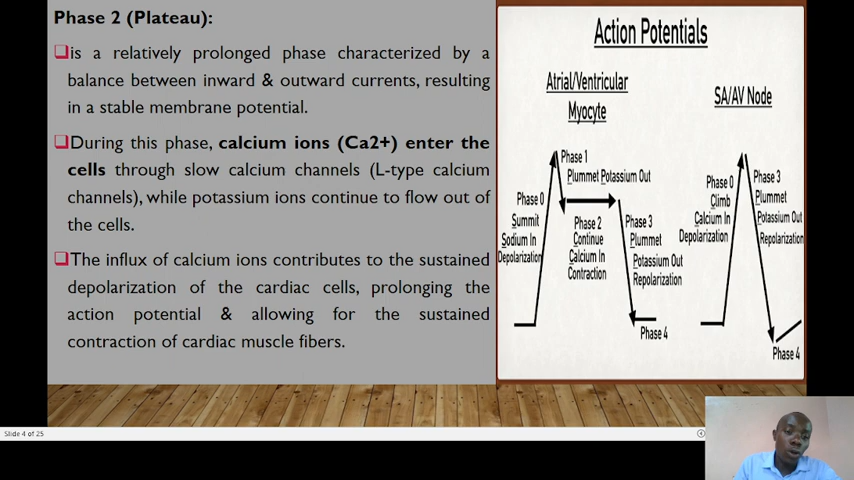 Phase 2 (Plateau):
is a relatively prolonged phase characterized by a
balance between inward & outward currents, resulting
in a stable membrane potential.
During this phase, calcium ions (Ca2+) enter the
cells through slow calcium channels (L-type calcium
channels), while potassium ions continue to flow out of
the cells.
The influx of calcium ions contributes to the sustained
depolarization of the cardiac cells, prolonging the
action potential & allowing for the sustained
contraction of cardiac muscle fibers.
Action Potentials
Atrial/Ventricular
Myocyte
Phase 1
Plummet Potassium Out
Phase 0
Summit
Sodium In
Depolarization
Phase 2
Continue
Calcium In
Contraction
Phase 3
Plummet
Potassium Out
Repolarization
Phase 4
SA/AV Node
Phase 0
Climb
Calcium In
Depolarization
Phase 3
Plummet
Potassium Out
Repolarization
Phase 4
Slide 4 of 25